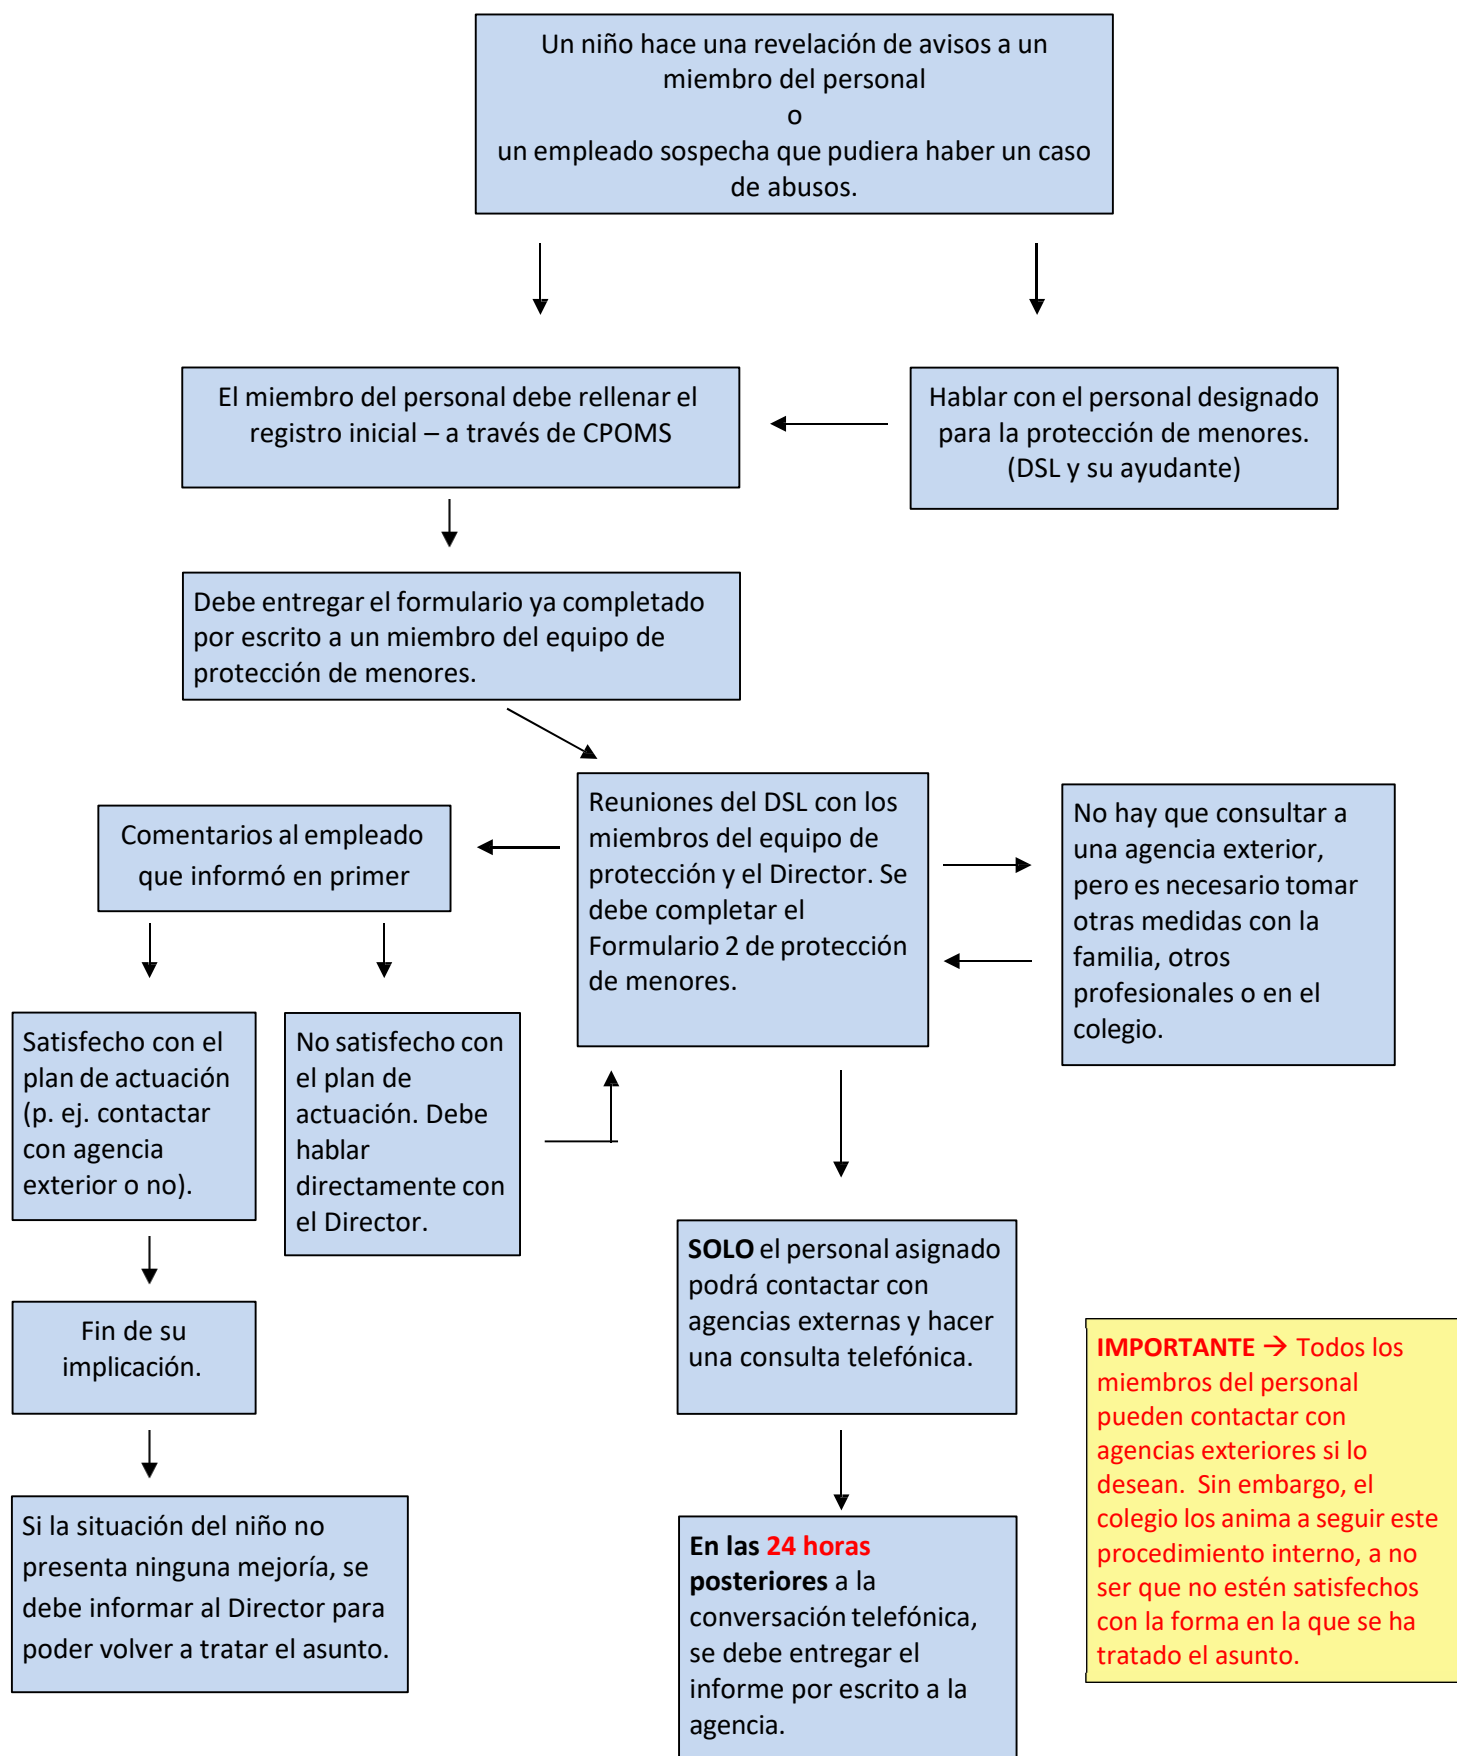 Un niño hace una revelación de avisos a un
miembro del personal
o
un empleado sospecha que pudiera haber un caso
de abusos.
El miembro del personal debe rellenar el
registro inicial – a través de CPOMS
Hablar con el personal designado
para la protección de menores.
(DSL y su ayudante)
Debe entregar el formulario ya completado
por escrito a un miembro del equipo de
protección de menores.
Comentarios al empleado
que informó en primer
Reuniones del DSL con los
miembros del equipo de
protección y el Director. Se
debe completar el
Formulario 2 de protección
de menores.
No hay que consultar a
una agencia exterior,
pero es necesario tomar
otras medidas con la
familia, otros
profesionales o en el
colegio.
Satisfecho con el
plan de actuación
(p. ej. contactar
con agencia
exterior o no).
No satisfecho con
el plan de
actuación. Debe
hablar
directamente con
el Director.
SOLO el personal asignado
podrá contactar con
agencias externas y hacer
una consulta telefónica.
Fin de su
implicación.
IMPORTANTE → Todos los
miembros del personal
pueden contactar con
agencias exteriores si lo
desean. Sin embargo, el
colegio los anima a seguir este
procedimiento interno, a no
ser que no estén satisfechos
con la forma en la que se ha
tratado el asunto.
Si la situación del niño no
presenta ninguna mejoría, se
debe informar al Director para
poder volver a tratar el asunto.
En las 24 horas
posteriores a la
conversación telefónica,
se debe entregar el
informe por escrito a la
agencia.